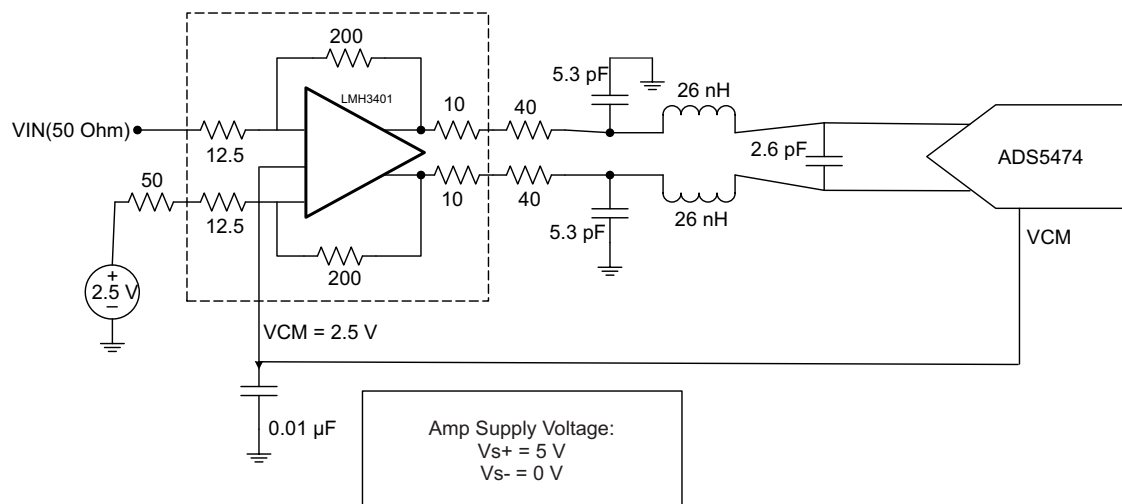 200
5.3 pF
26 nH
LMH3401
10
40
VIN(50 Ohm)
12.5
2.6 pF
ADS5474
50
12.5
10
40
26 nH
5.3 pF
VCM
200
+
2.5 V
–
VCM = 2.5 V
0.01 µF
Amp Supply Voltage:
Vs+ = 5 V
Vs- = 0 V